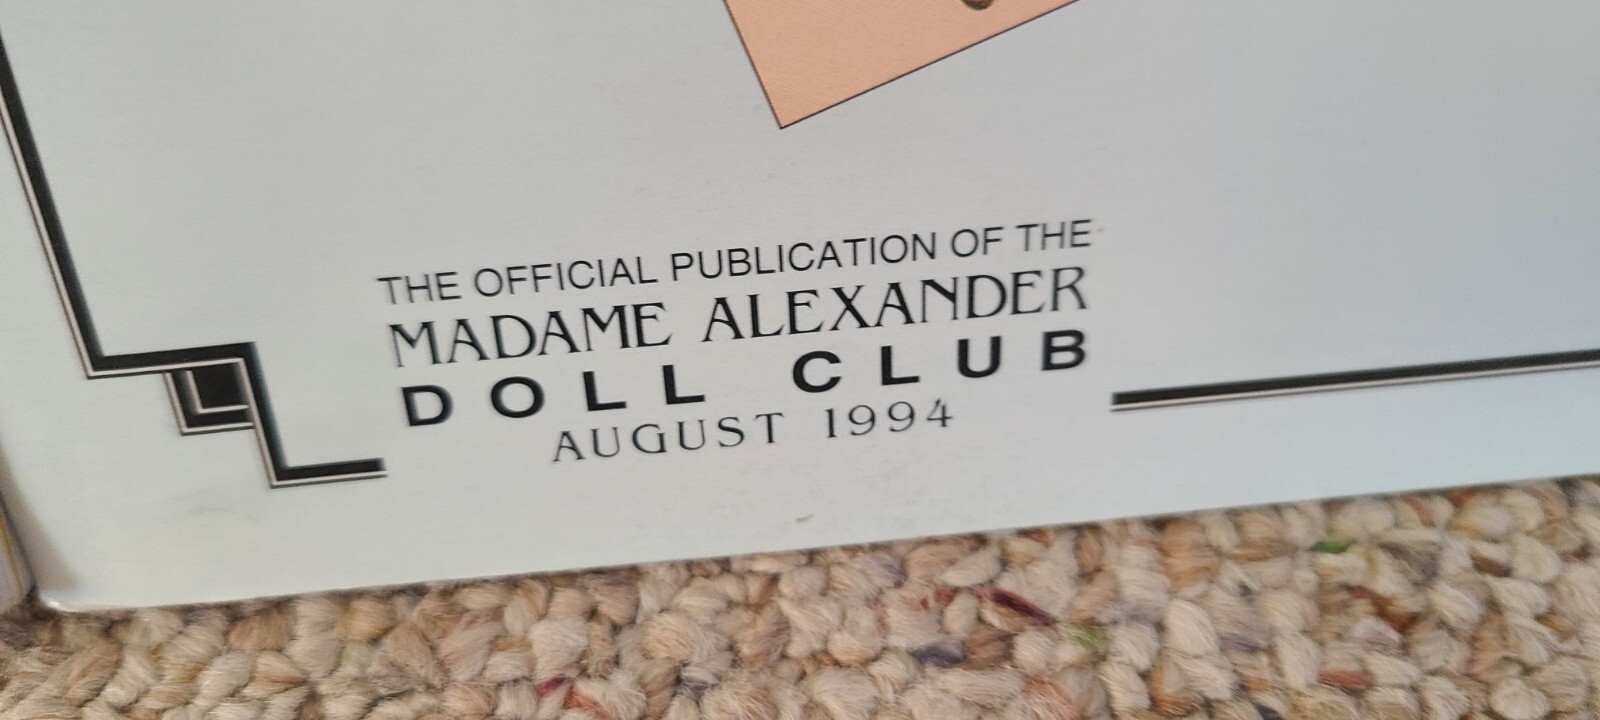 THE OFFICIAL PUBLICATION OF THE
MADAME ALEXANDER
DOLL CLUB
AUGUST 1994